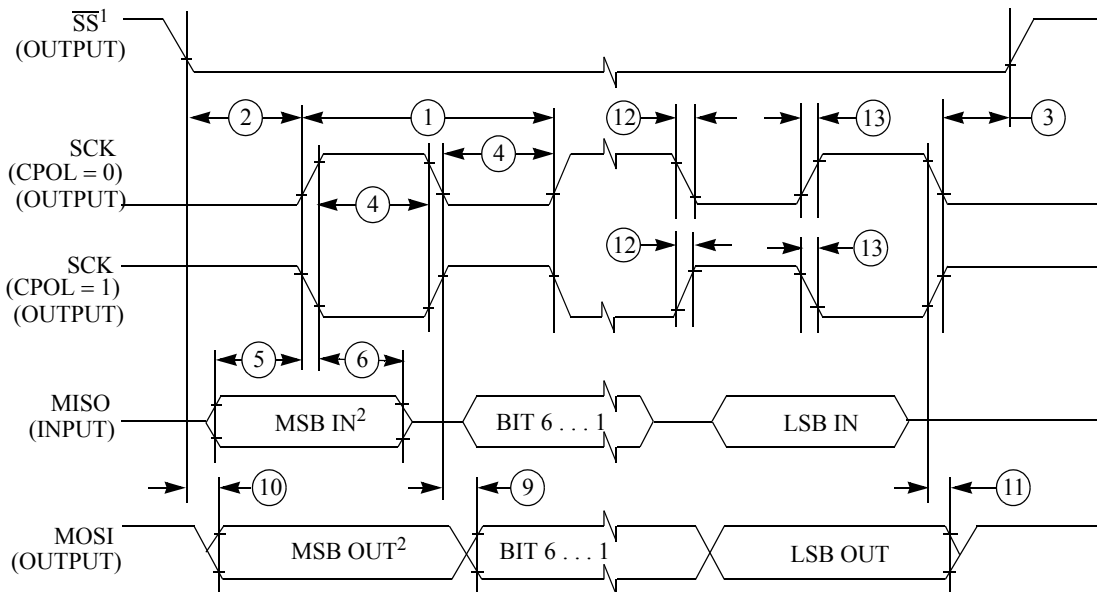 SS¹
(OUTPUT)
2
1
12
13
3
SCK
(CPOL = 0)
(OUTPUT)
4
4
SCK
(CPOL = 1)
(OUTPUT)
12
13
5
6
MISO
(INPUT)
MSB IN²
BIT 6 . . . 1
LSB IN
10
9
11
MOSI
(OUTPUT)
MSB OUT²
BIT 6 . . . 1
LSB OUT